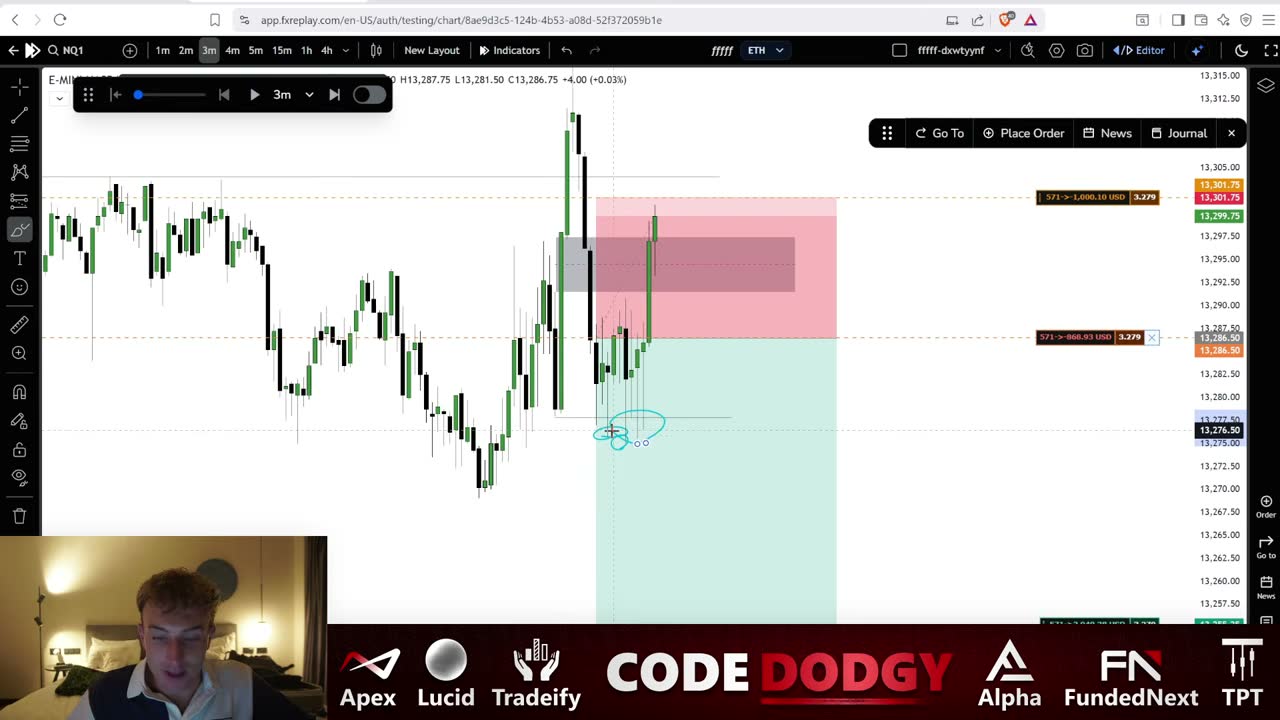 app.fxreplay.com/en-US/auth/testing/chart/8ae9d3c5-124b-4b53-a08d-52f372059b1e
NQ1 1m 2m 3m 4m 5m 15m 1h 4h New Layout Indicators fffff ETH fffff-dxwtyynf Editor
E-MINI H13,287.75 L13,281.50 C13,286.75 +4.00 (+0.03%)
3m
Go To Place Order News Journal
13,315.00
13,312.50
13,305.00
13,301.75
571->-1,000.10 USD 3.279 13,301.75
13,299.75
13,297.50
13,295.00
13,292.50
13,290.00
13,287.50
571->-868.93 USD 3.279 13,286.50
13,286.50
13,282.50
13,280.00
13,277.50
13,276.50
13,275.00
13,272.50
13,270.00
13,267.50
13,265.00
13,262.50
13,260.00
13,257.50
Order
Go to
News
CODE DODGY
Apex Lucid Tradeify Alpha FundedNext TPT